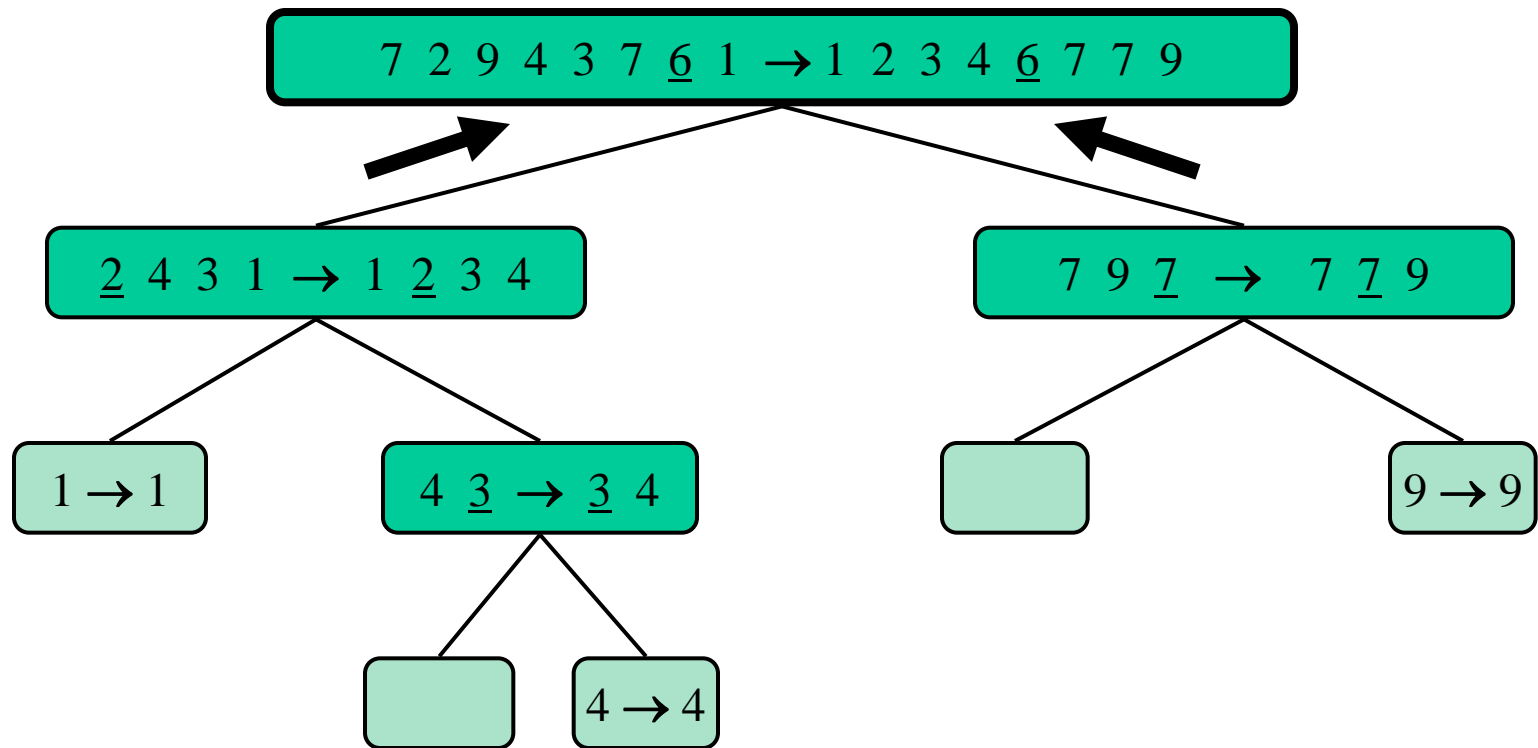 7 2 9 4 3 7 6 1 → 1 2 3 4 6 7 7 9
2 4 3 1 → 1 2 3 4
7 9 7 → 7 7 9
1 → 1
4 3 → 3 4
9 → 9
4 → 4